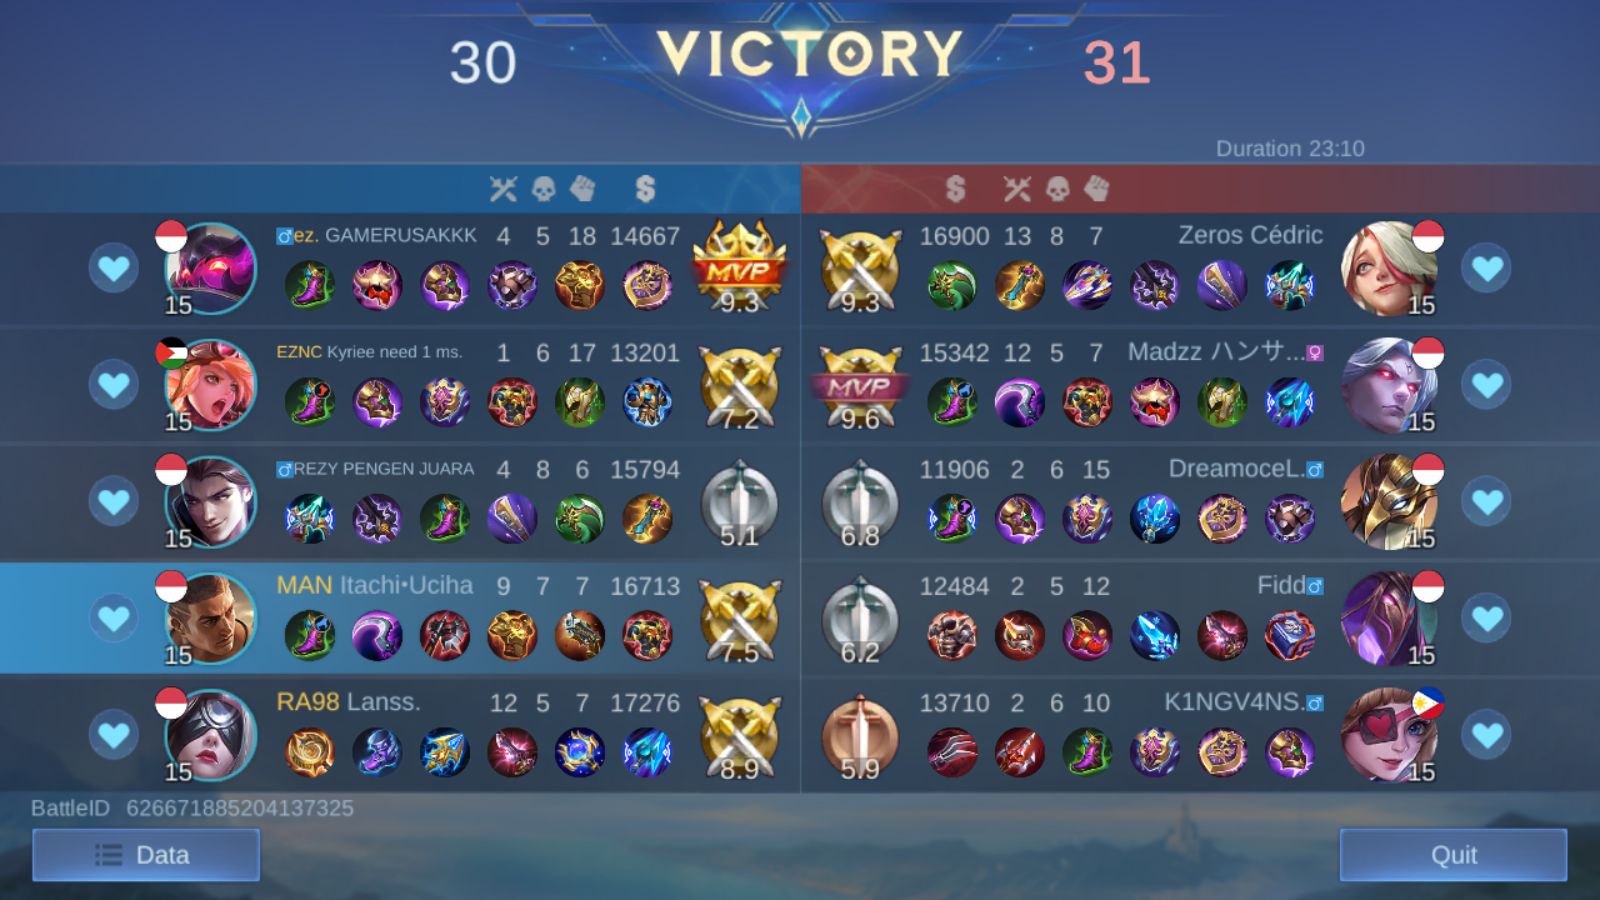 30 VICTORY 31
Duration 23:10
ez. GAMERUSAKKK 4 5 18 14667 MVP 9.3
15
9.3 16900 13 8 7 Zeros Cédric
15
EZNC Kyriee need 1 ms. 1 6 17 13201 7.2
15
MVP 9.6 15342 12 5 7 Madzz ハンサ...
15
REZY PENGEN JUARA 4 8 6 15794 5.1
15
6.8 11906 2 6 15 DreamoceL.
15
MAN Itachi•Uciha 9 7 7 16713 7.5
15
6.2 12484 2 5 12 Fidd
15
RA98 Lanss. 12 5 7 17276 8.9
15
5.9 13710 2 6 10 K1NGV4NS.
15
BattleID 626671885204137325
Data
Quit